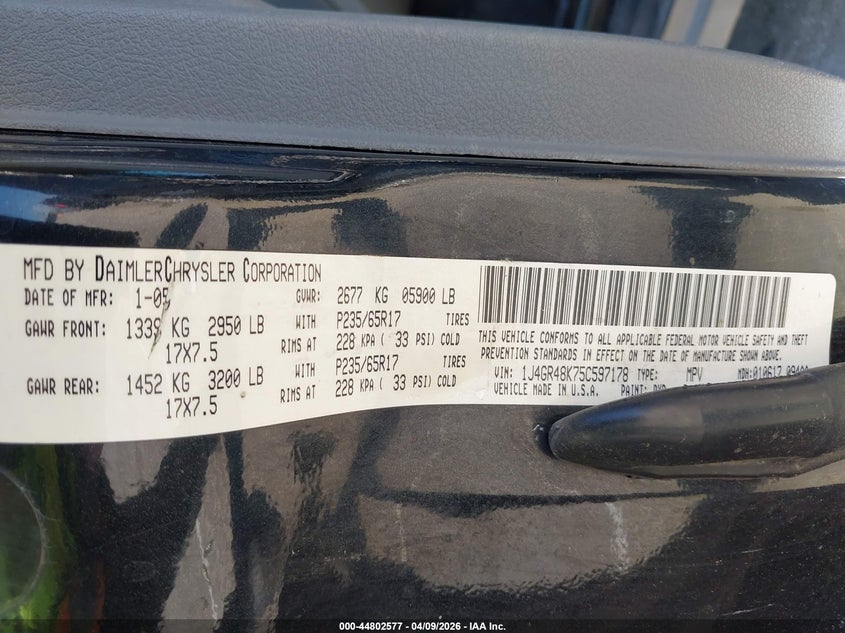 MFD BY DAIMLERCHRYSLER CORPORATION
DATE OF MFR: 1-05 GVWR: 2677 KG 05900 LB
GAWR FRONT: 1339 KG 2950 LB WITH P235/65R17 TIRES
17X7.5 RIMS AT 228 KPA ( 33 PSI) COLD
GAWR REAR: 1452 KG 3200 LB WITH P235/65R17 TIRES
17X7.5 RIMS AT 228 KPA ( 33 PSI) COLD
THIS VEHICLE CONFORMS TO ALL APPLICABLE FEDERAL MOTOR VEHICLE SAFETY AND THEFT
PREVENTION STANDARDS IN EFFECT ON THE DATE OF MANUFACTURE SHOWN ABOVE.
VIN: 1J4GR48K75C597178 TYPE: MPV MDH: 010617
VEHICLE MADE IN U.S.A. PAINT:
000-44802577 | 04/09/2026 - IAA Inc.